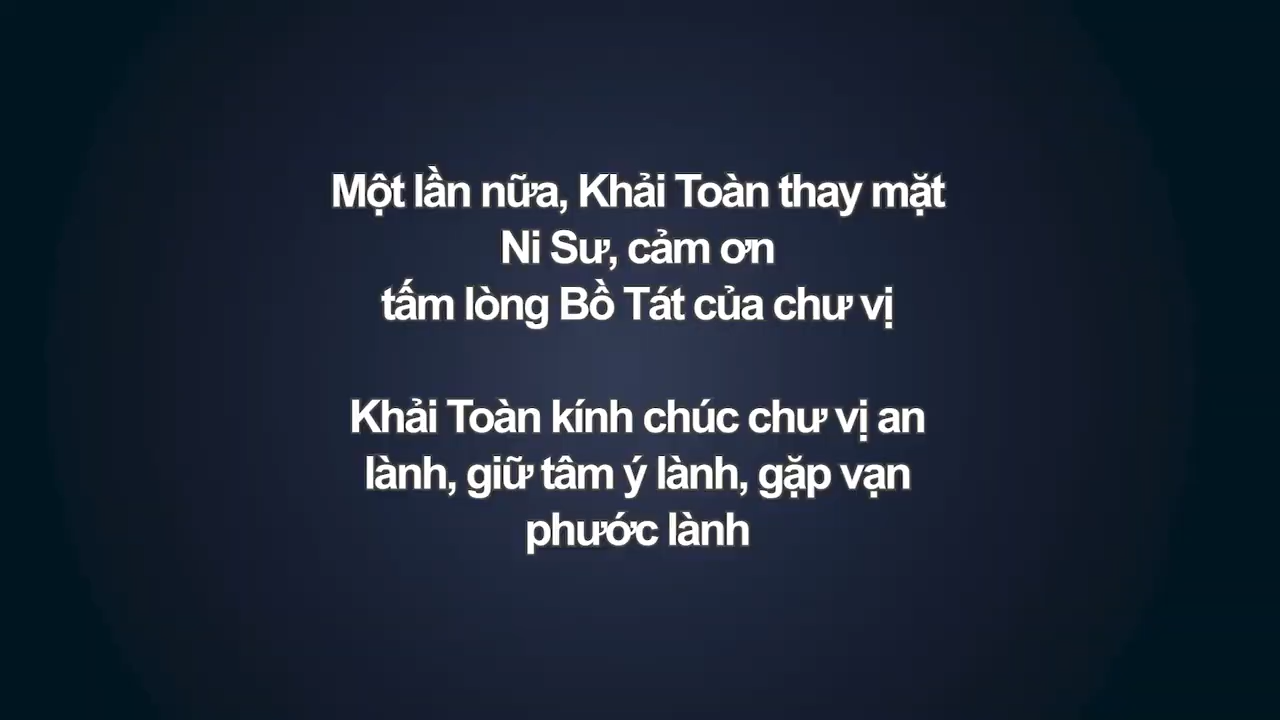 Một lần nữa, Khải Toàn thay mặt
Ni Sư, cảm ơn
tấm lòng Bồ Tát của chư vị
Khải Toàn kính chúc chư vị an
lành, giữ tâm ý lành, gặp vạn
phước lành